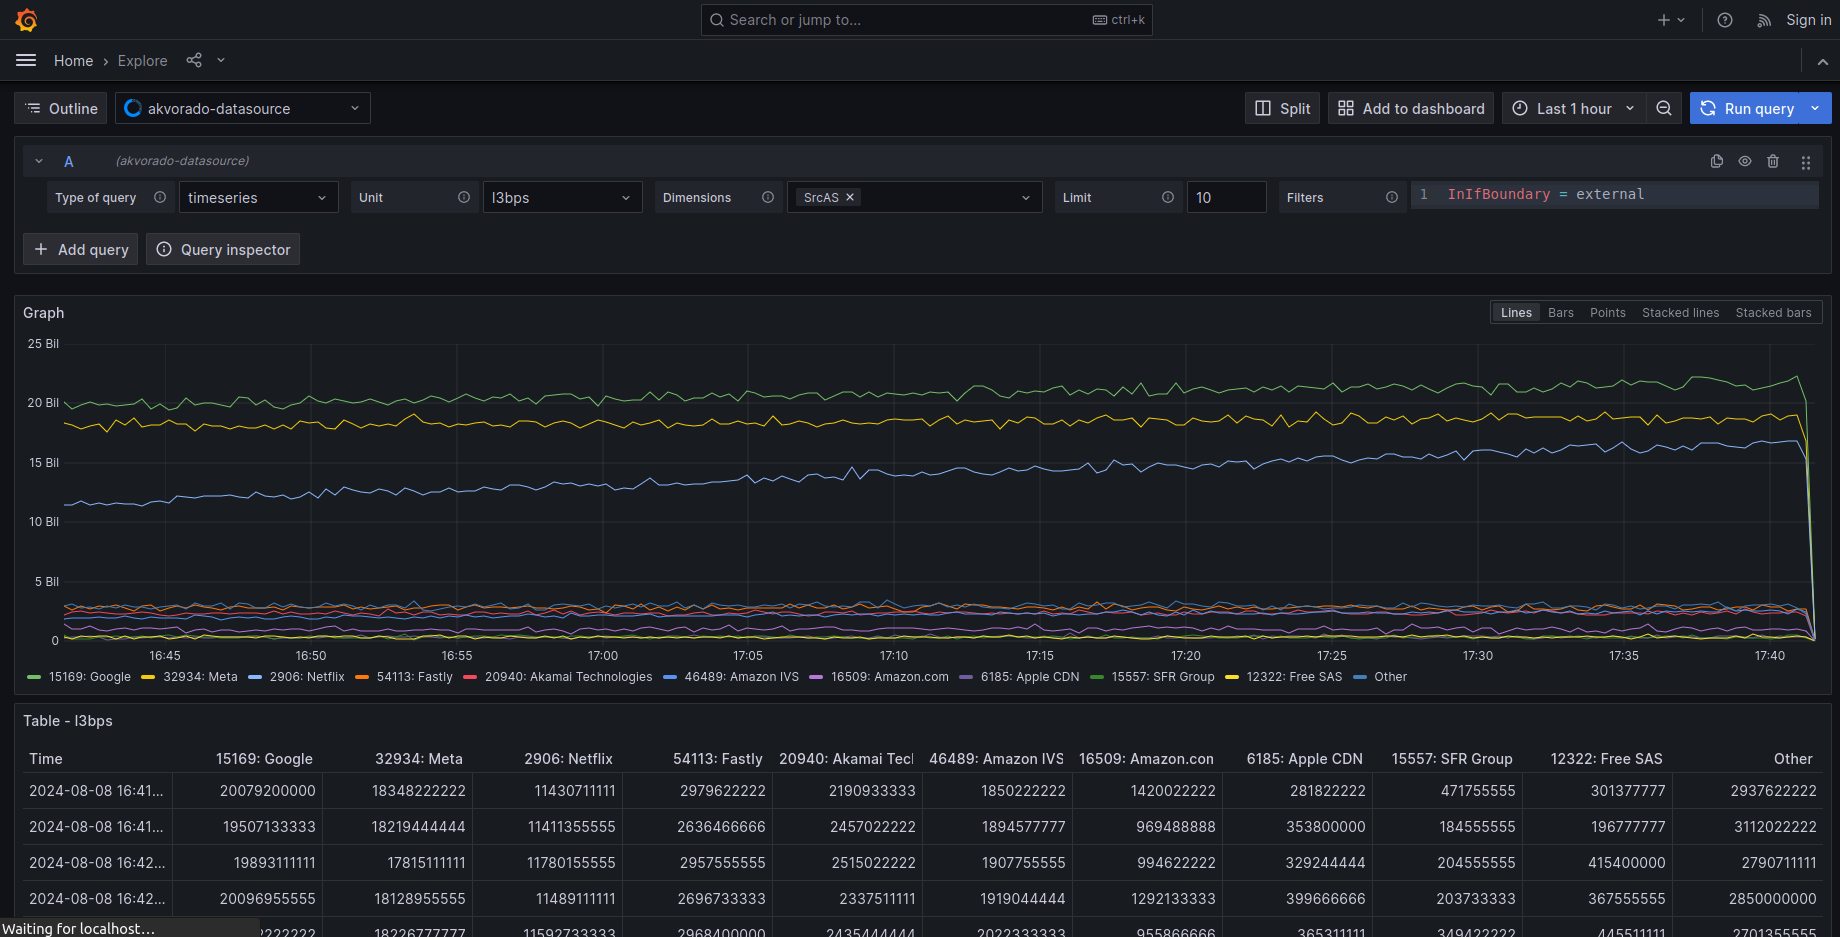 Search or jump to... ctrl+k Sign in
Home › Explore
Outline akvorado-datasource Split Add to dashboard Last 1 hour Run query
A (akvorado-datasource)
Type of query timeseries Unit l3bps Dimensions SrcAS Limit 10 Filters 1 InIfBoundary = external
+ Add query Query inspector
Graph Lines Bars Points Stacked lines Stacked bars
25 Bil
20 Bil
15 Bil
10 Bil
5 Bil
0
16:45 16:50 16:55 17:00 17:05 17:10 17:15 17:20 17:25 17:30 17:35 17:40
15169: Google 32934: Meta 2906: Netflix 54113: Fastly 20940: Akamai Technologies 46489: Amazon IVS 16509: Amazon.com 6185: Apple CDN 15557: SFR Group 12322: Free SAS Other
Table - l3bps
Time 15169: Google 32934: Meta 2906: Netflix 54113: Fastly 20940: Akamai Tecl 46489: Amazon IVS 16509: Amazon.con 6185: Apple CDN 15557: SFR Group 12322: Free SAS Other
2024-08-08 16:41... 20079200000 18348222222 11430711111 2979622222 2190933333 1850222222 1420022222 281822222 471755555 301377777 2937622222
2024-08-08 16:41... 19507133333 18219444444 11411355555 2636466666 2457022222 1894577777 969488888 353800000 184555555 196777777 3112022222
2024-08-08 16:42... 19893111111 17815111111 11780155555 2957555555 2515022222 1907755555 994622222 329244444 204555555 415400000 2790711111
2024-08-08 16:42... 20096955555 18128955555 11489111111 2696733333 2337511111 1919044444 1292133333 399666666 203733333 367555555 2850000000
18226777777 11592733333 2968400000 2435444444 2022333333 955866666 365311111 349422222 445511111 2701355555
Waiting for localhost...